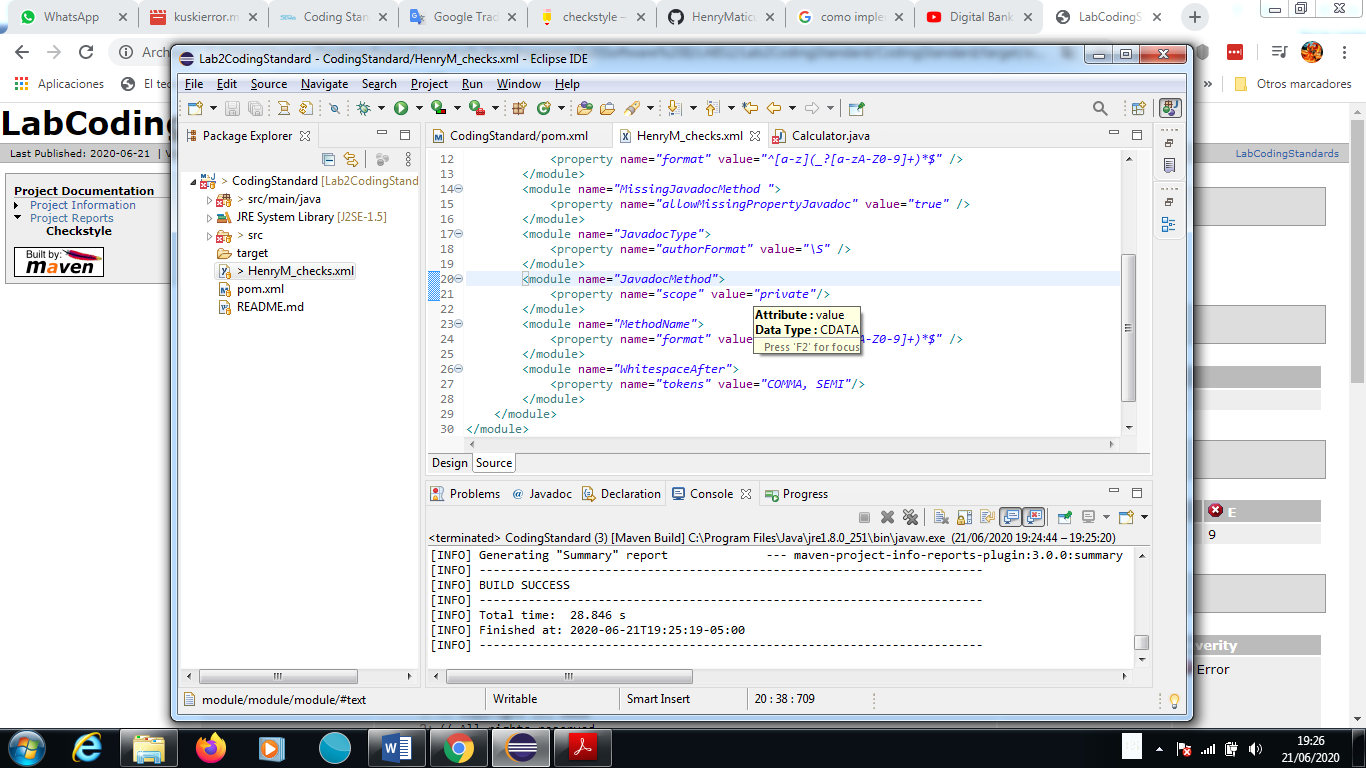 WhatsApp
kuskierror.m
Coding Stan
Google Trad
checkstyle –
HenryMatic
como imple
Digital Bank
LabCodingS
Arch
Aplicaciones
El tec
Otros marcadores
LabCoding
Last Published: 2020-06-21 | V
LabCodingStandards
Project Documentation
Project Information
Project Reports
Checkstyle
Built by:
maven
Lab2CodingStandard - CodingStandard/HenryM_checks.xml - Eclipse IDE
File Edit Source Navigate Search Project Run Window Help
Package Explorer
> CodingStandard [Lab2CodingStand
> src/main/java
JRE System Library [J2SE-1.5]
> src
target
> HenryM_checks.xml
pom.xml
README.md
CodingStandard/pom.xml
HenryM_checks.xml
Calculator.java
12 <property name="format" value="^[a-z](_?[a-zA-Z0-9]+)*$" />
13 </module>
14 <module name="MissingJavadocMethod ">
15 <property name="allowMissingPropertyJavadoc" value="true" />
16 </module>
17 <module name="JavadocType">
18 <property name="authorFormat" value="\S" />
19 </module>
20 <module name="JavadocMethod">
21 <property name="scope" value="private"/>
22 </module>
23 <module name="MethodName">
24 <property name="format" va A-Z0-9]+)*$" />
25 </module>
26 <module name="WhitespaceAfter">
27 <property name="tokens" value="COMMA, SEMI"/>
28 </module>
29 </module>
30 </module>
Attribute : value
Data Type : CDATA
Press 'F2' for focus
Design Source
Problems @ Javadoc Declaration Console Progress
<terminated> CodingStandard (3) [Maven Build] C:\Program Files\Java\jre1.8.0_251\bin\javaw.exe (21/06/2020 19:24:44 – 19:25:20)
[INFO] Generating "Summary" report --- maven-project-info-reports-plugin:3.0.0:summary
[INFO] ------------------------------------------------------------------------
[INFO] BUILD SUCCESS
[INFO] ------------------------------------------------------------------------
[INFO] Total time: 28.846 s
[INFO] Finished at: 2020-06-21T19:25:19-05:00
[INFO] ------------------------------------------------------------------------
module/module/module/#text
Writable
Smart Insert
20 : 38 : 709
E
9
verity
Error
19:26
21/06/2020